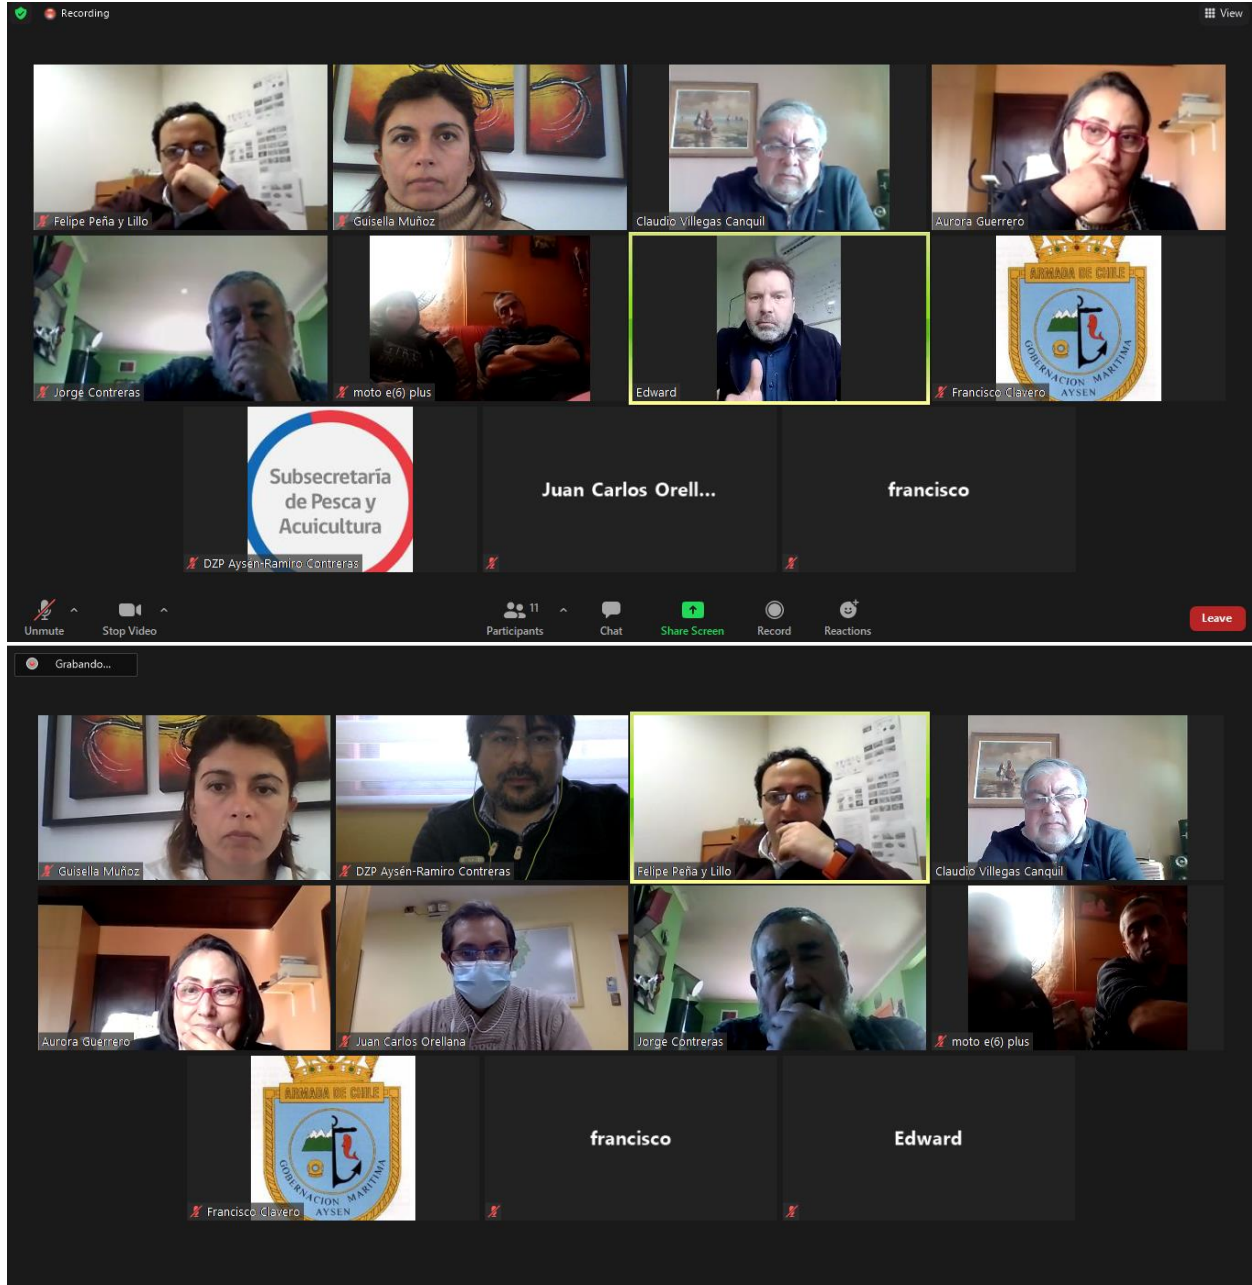 Recording
View
Felipe Peña y Lillo
Guisella Muñoz
Claudio Villegas Canquil
Aurora Guerrero
Jorge Contreras
moto e(6) plus
Edward
ARMADA DE CHILE
GOBERNACION MARITIMA
AYSEN
Francisco Clavero
Subsecretaría
de Pesca y
Acuicultura
DZP Aysén-Ramiro Contreras
Juan Carlos Orell...
francisco
Unmute
Stop Video
11
Participants
Chat
Share Screen
Record
Reactions
Leave
Grabando...
Guisella Muñoz
DZP Aysén-Ramiro Contreras
Felipe Peña y Lillo
Claudio Villegas Canquil
Aurora Guerrero
Juan Carlos Orellana
Jorge Contreras
moto e(6) plus
ARMADA DE CHILE
GOBERNACION MARITIMA
AYSEN
Francisco Clavero
francisco
Edward